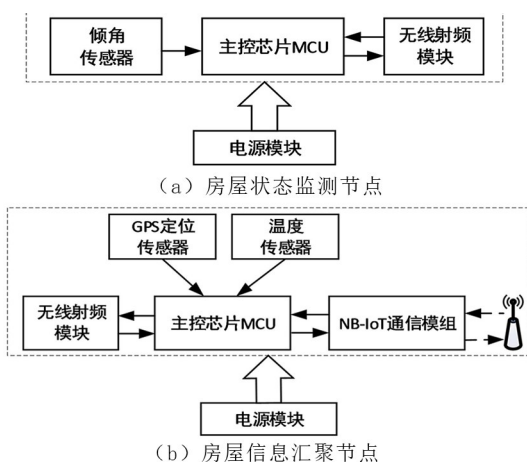 倾角
传感器
主控芯片MCU
无线射频
模块
电源模块
（a）房屋状态监测节点
GPS定位
传感器
温度
传感器
无线射频
模块
主控芯片MCU
NB-IoT通信模组
电源模块
（b）房屋信息汇聚节点